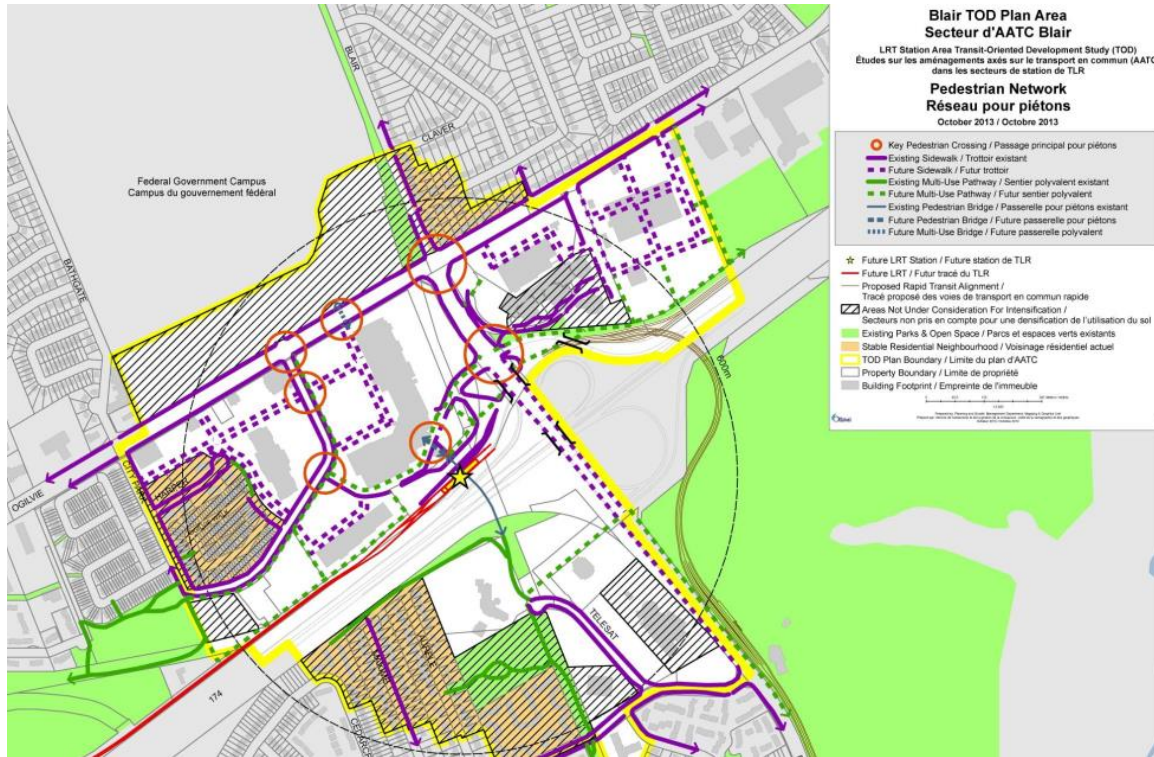 Blair TOD Plan Area
Secteur d'AATC Blair
LRT Station Area Transit-Oriented Development Study (TOD)
Études sur les aménagements axés sur le transport en commun (AATC
dans les secteurs de station de TLR
Pedestrian Network
Réseau pour piétons
October 2013 / Octobre 2013
Key Pedestrian Crossing / Passage principal pour piétons
Existing Sidewalk / Trottoir existant
Future Sidewalk / Futur trottoir
Existing Multi-Use Pathway / Sentier polyvalent existant
Future Multi-Use Pathway / Futur sentier polyvalent
Existing Pedestrian Bridge / Passerelle pour piétons existant
Future Pedestrian Bridge / Future passerelle pour piétons
Future Multi-Use Bridge / Future passerelle polyvalent
Future LRT Station / Future station de TLR
Future LRT / Futur tracé du TLR
Proposed Rapid Transit Alignment /
Tracé proposé des voies de transport en commun rapide
Areas Not Under Consideration For Intensification /
Secteurs non pris en compte pour une densification de l'utilisation du sol
Existing Parks & Open Space / Parcs et espaces verts existants
Stable Residential Neighbourhood / Voisinage résidentiel actuel
TOD Plan Boundary / Limite du plan d'AATC
Property Boundary / Limite de propriété
Building Footprint / Empreinte de l'immeuble
BLAIR
CLAVER
Federal Government Campus
Campus du gouvernement fédéral
BATHGATE
600m
OGILVIE
CITY PARK
HARPER
TELESAT
174